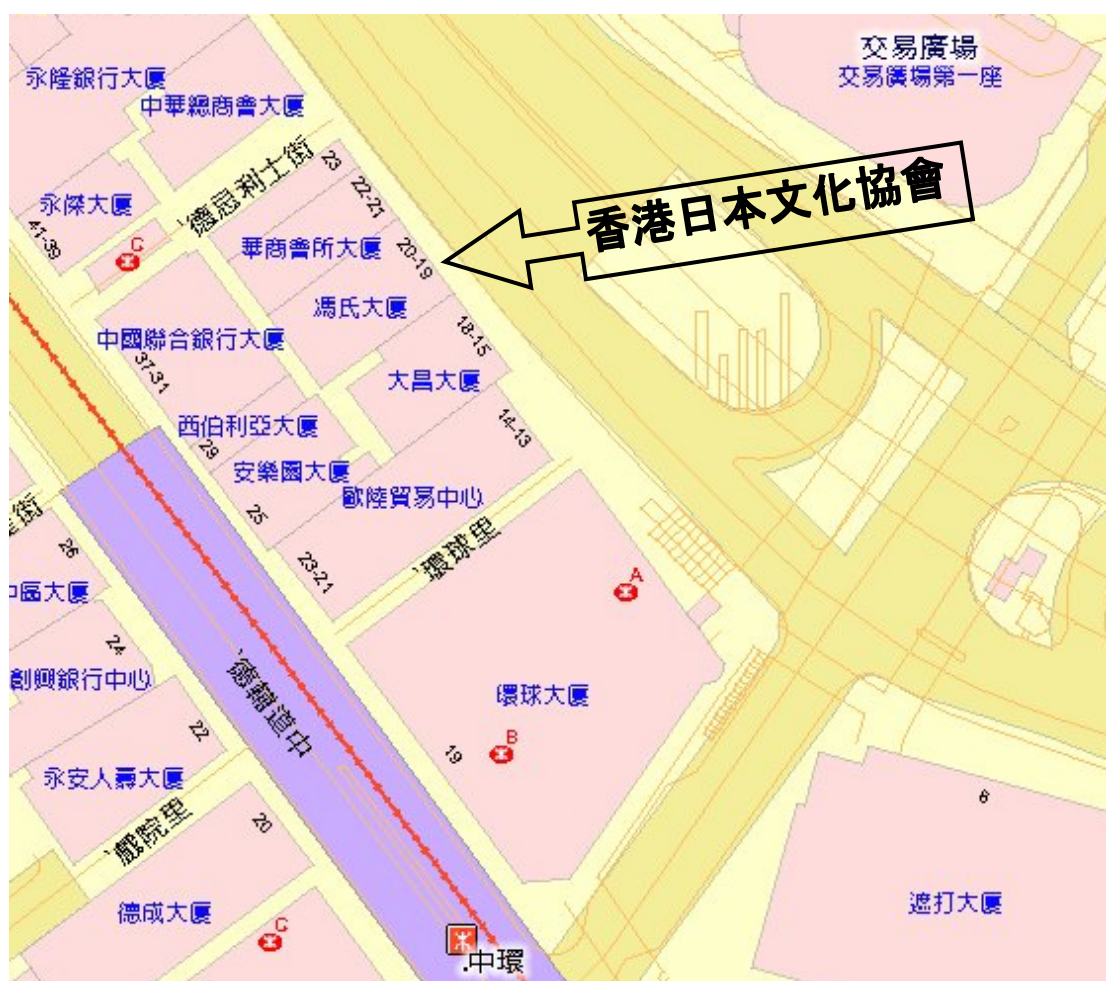 交易廣場
交易廣場第一座
永隆銀行大廈
中華總商會大廈
德忌利士街
23
22-21
永傑大廈
41-39
C
華商會所大廈
20-19
香港日本文化協會
馮氏大廈
18-15
中國聯合銀行大廈
37-31
大昌大廈
14-13
西伯利亞大廈
29
安樂園大廈
歐陸貿易中心
25
23-21
環球里
街
26
區大廈
A
24
創興銀行中心
德輔道中
環球大廈
22
19
B
永安人壽大廈
6
戲院里
20
德成大廈
C
遮打大廈
.中環